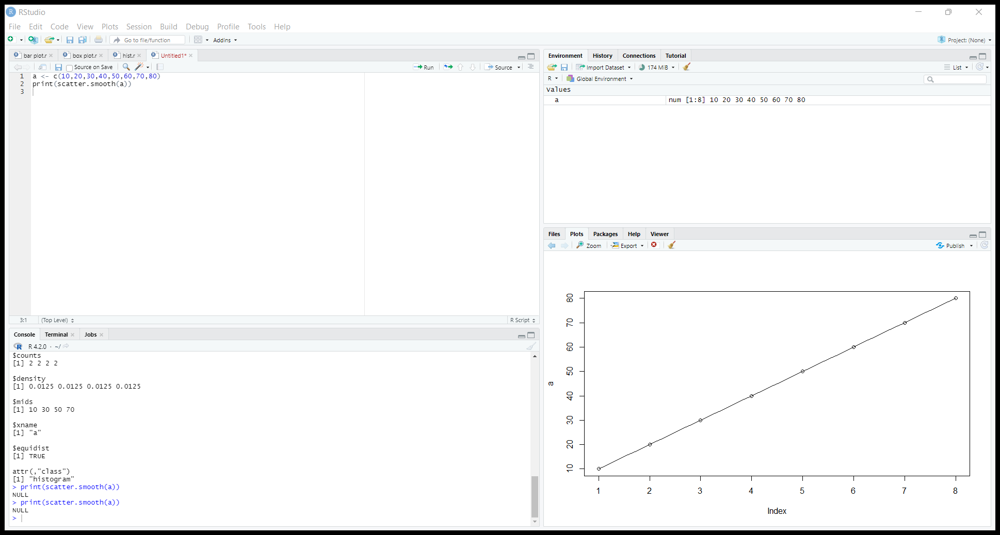 RStudio
File Edit Code View Plots Session Build Debug Profile Tools Help
Go to file/function Addins Project: (None)
bar plot.r box plot.r hist.r Untitled1*
Source on Save Run Source
1 a <- c(10,20,30,40,50,60,70,80)
2 print(scatter.smooth(a))
3
3:1 (Top Level) R Script
Console Terminal Jobs
R 4.2.0 · ~/
$counts
[1] 2 2 2 2
$density
[1] 0.0125 0.0125 0.0125 0.0125
$mids
[1] 10 30 50 70
$xname
[1] "a"
$equidist
[1] TRUE
attr(,"class")
[1] "histogram"
> print(scatter.smooth(a))
NULL
> print(scatter.smooth(a))
NULL
>
Environment History Connections Tutorial
Import Dataset 174 MiB List
R Global Environment
Values
a num [1:8] 10 20 30 40 50 60 70 80
Files Plots Packages Help Viewer
Zoom Export Publish
80
70
60
50
40
30
20
10
a
1 2 3 4 5 6 7 8
Index